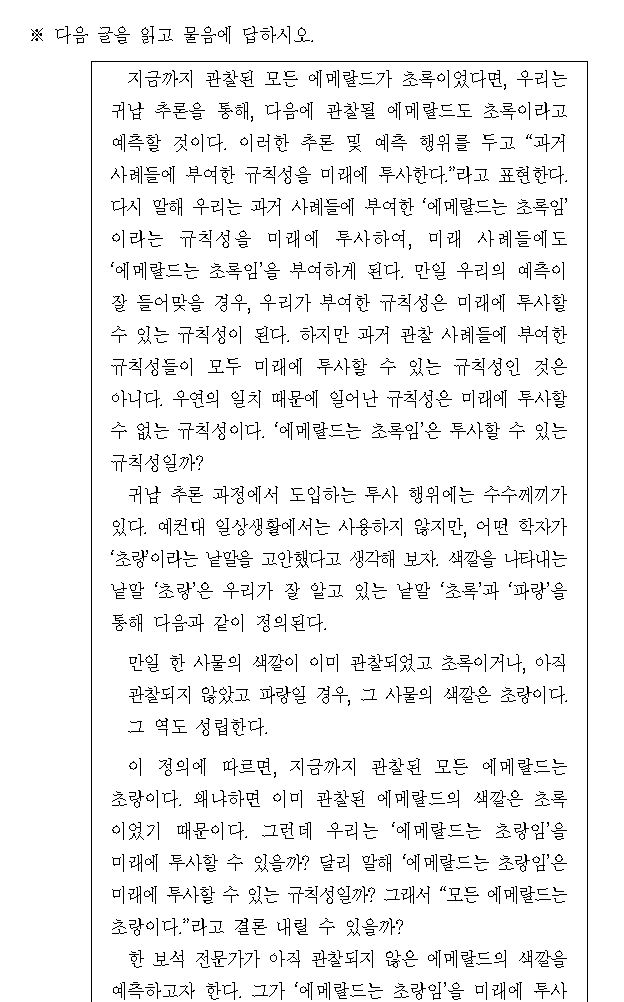 ※ 다음 글을 읽고 물음에 답하시오.
지금까지 관찰된 모든 에메랄드가 초록이었다면, 우리는
귀납 추론을 통해, 다음에 관찰될 에메랄드도 초록이라고
예측할 것이다. 이러한 추론 및 예측 행위를 두고 “과거
사례들에 부여한 규칙성을 미래에 투사한다.”라고 표현한다.
다시 말해 우리는 과거 사례들에 부여한 ‘에메랄드는 초록임’
이라는 규칙성을 미래에 투사하여, 미래 사례들에도
‘에메랄드는 초록임’을 부여하게 된다. 만일 우리의 예측이
잘 들어맞을 경우, 우리가 부여한 규칙성은 미래에 투사할
수 있는 규칙성이 된다. 하지만 과거 관찰 사례들에 부여한
규칙성들이 모두 미래에 투사할 수 있는 규칙성인 것은
아니다. 우연의 일치 때문에 일어난 규칙성은 미래에 투사할
수 없는 규칙성이다. ‘에메랄드는 초록임’은 투사할 수 있는
규칙성일까?
귀납 추론 과정에서 도입하는 투사 행위에는 수수께끼가
있다. 예컨대 일상생활에서는 사용하지 않지만, 어떤 학자가
‘초량’이라는 낱말을 고안했다고 생각해 보자. 색깔을 나타내는
낱말 ‘초량’은 우리가 잘 알고 있는 낱말 ‘초록’과 ‘파랑’을
통해 다음과 같이 정의된다.
만일 한 사물의 색깔이 이미 관찰되었고 초록이거나, 아직
관찰되지 않았고 파랑일 경우, 그 사물의 색깔은 초량이다.
그 역도 성립한다.
이 정의에 따르면, 지금까지 관찰된 모든 에메랄드는
초량이다. 왜냐하면 이미 관찰된 에메랄드의 색깔은 초록
이었기 때문이다. 그런데 우리는 ‘에메랄드는 초량임’을
미래에 투사할 수 있을까? 달리 말해 ‘에메랄드는 초량임’은
미래에 투사할 수 있는 규칙성일까? 그래서 “모든 에메랄드는
초량이다.”라고 결론 내릴 수 있을까?
한 보석 전문가가 아직 관찰되지 않은 에메랄드의 색깔을
예측하고자 한다. 그가 ‘에메랄드는 초량임’을 미래에 투사